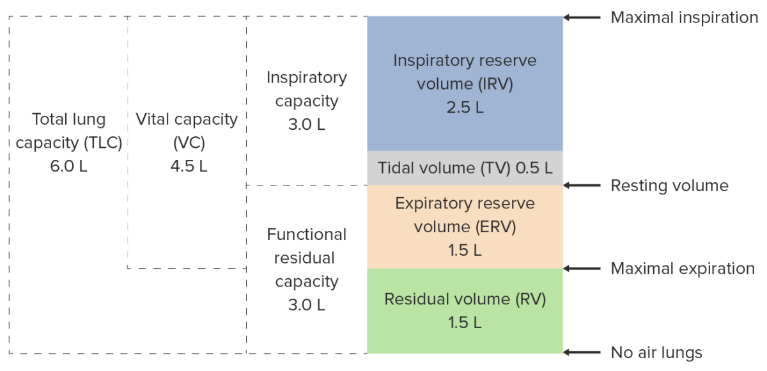 Total lung
capacity (TLC)
6.0 L
Vital capacity
(VC)
4.5 L
Inspiratory
capacity
3.0 L
Functional
residual
capacity
3.0 L
Inspiratory reserve
volume (IRV)
2.5 L
Tidal volume (TV) 0.5 L
Expiratory reserve
volume (ERV)
1.5 L
Residual volume (RV)
1.5 L
Maximal inspiration
Resting volume
Maximal expiration
No air lungs